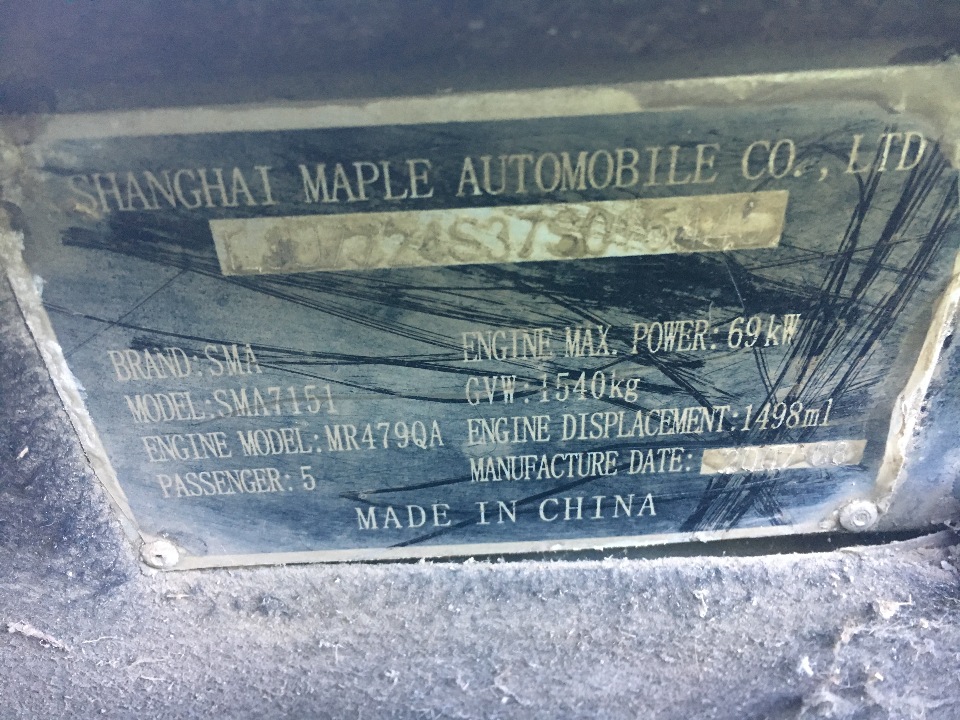 SHANGHAI MAPLE AUTOMOBILE CO., LTD
BRAND: SMA
MODEL: SMA7151
ENGINE MODEL: MR479QA
PASSENGER: 5
ENGINE MAX. POWER: 69kW
GVW: 1540kg
ENGINE DISPLACEMENT: 1498ml
MANUFACTURE DATE:
MADE IN CHINA